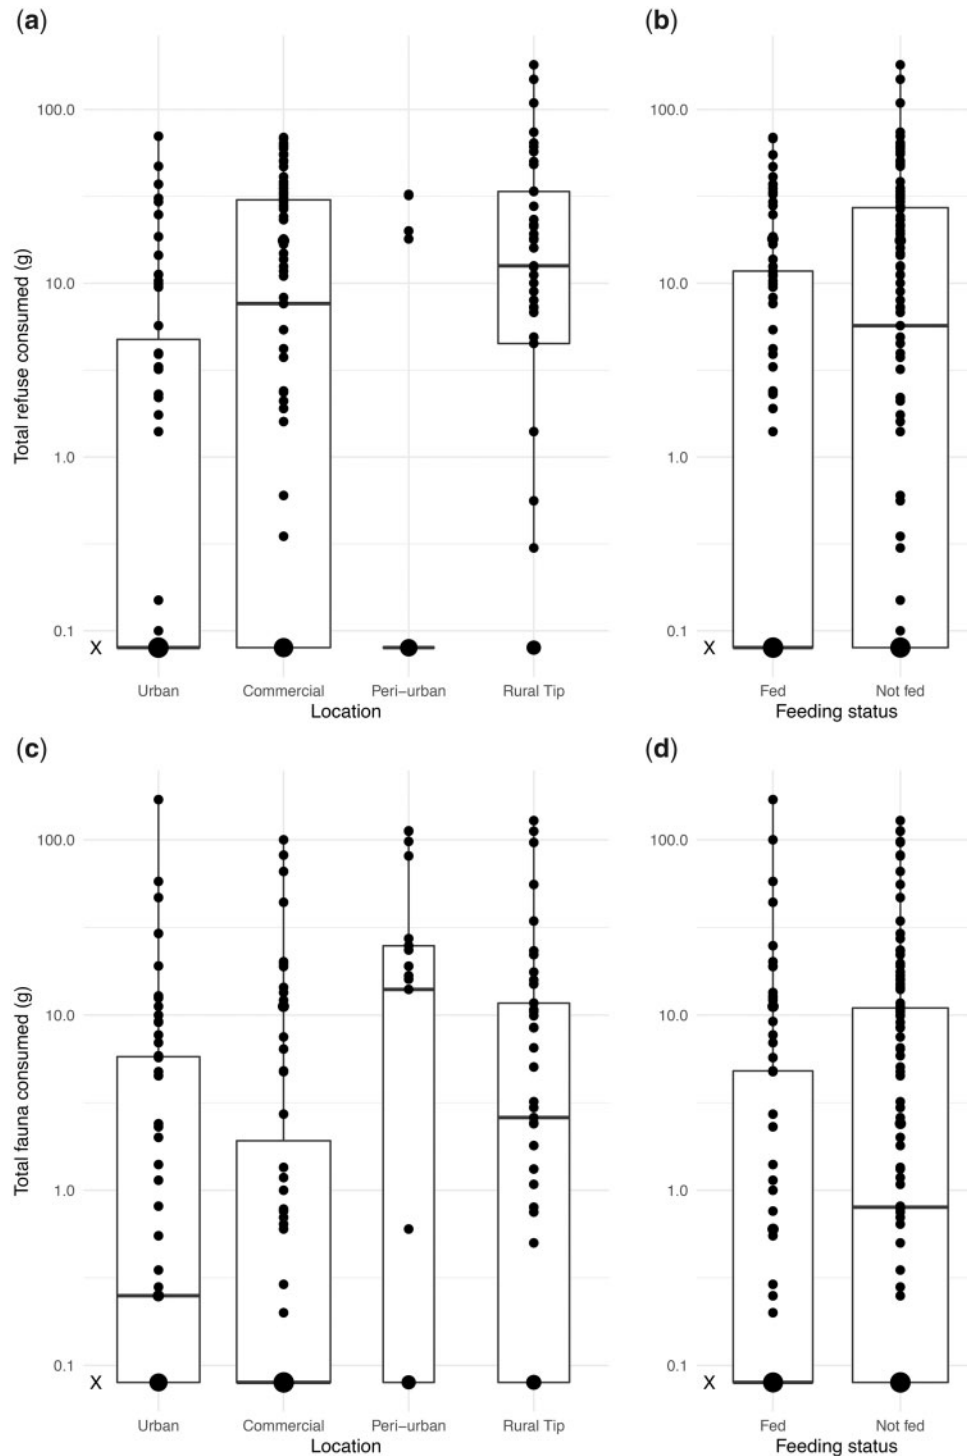 (a)
(b)
100.0
10.0
1.0
0.1
X
Total refuse consumed (g)
Urban
Commercial
Peri-urban
Rural Tip
Location
100.0
10.0
1.0
0.1
X
Fed
Not fed
Feeding status
(c)
(d)
100.0
10.0
1.0
0.1
X
Total fauna consumed (g)
Urban
Commercial
Peri-urban
Rural Tip
Location
100.0
10.0
1.0
0.1
X
Fed
Not fed
Feeding status